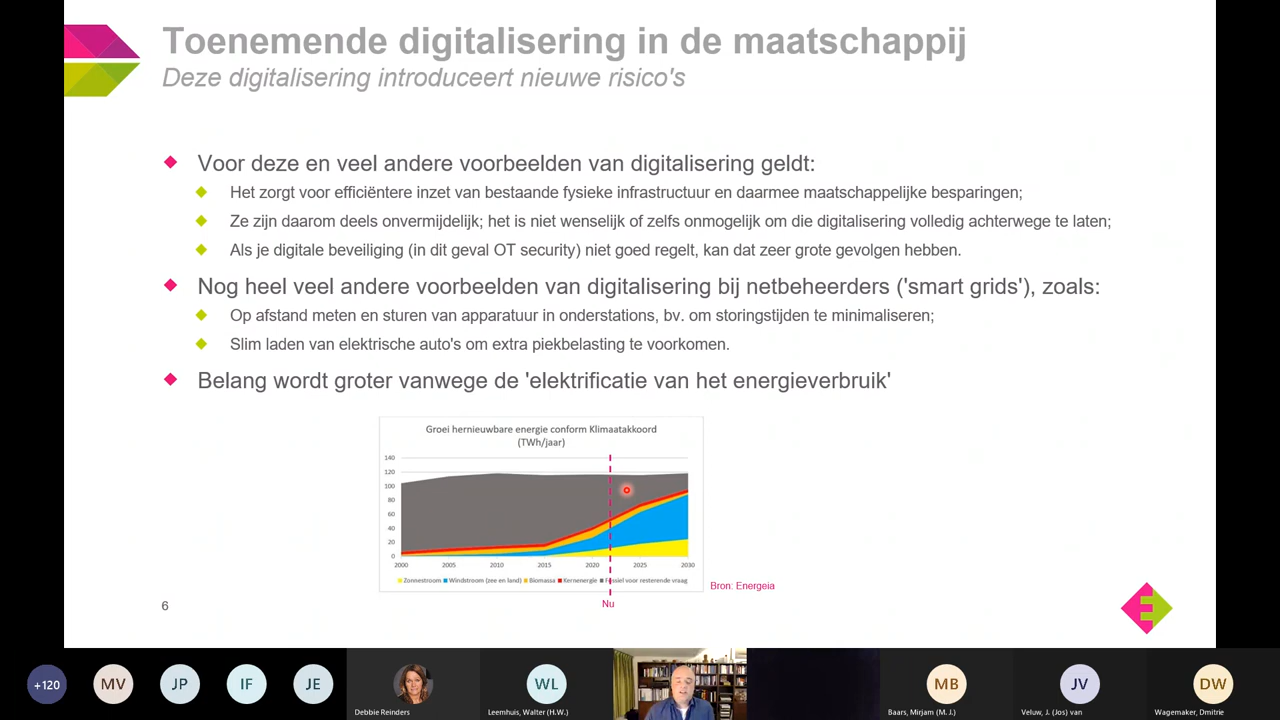 Toenemende digitalisering in de maatschappij
Deze digitalisering introduceert nieuwe risico's
Voor deze en veel andere voorbeelden van digitalisering geldt:
Het zorgt voor efficiëntere inzet van bestaande fysieke infrastructuur en daarmee maatschappelijke besparingen;
Ze zijn daarom deels onvermijdelijk; het is niet wenselijk of zelfs onmogelijk om die digitalisering volledig achterwege te laten;
Als je digitale beveiliging (in dit geval OT security) niet goed regelt, kan dat zeer grote gevolgen hebben.
Nog heel veel andere voorbeelden van digitalisering bij netbeheerders ('smart grids'), zoals:
Op afstand meten en sturen van apparatuur in onderstations, bv. om storingstijden te minimaliseren;
Slim laden van elektrische auto's om extra piekbelasting te voorkomen.
Belang wordt groter vanwege de 'elektrificatie van het energieverbruik'
Groei hernieuwbare energie conform Klimaatakkoord
(TWh/jaar)
140
120
100
80
60
40
20
0
2000 2005 2010 2015 2020 2025 2030
Zonnestroom Windstroom (zee en land) Biomassa Kernenergie Fossiel voor resterende vraag
Bron: Energeia
Nu
6
E
+120 MV JP IF JE WL MB JV DW
Debbie Reinders Leemhuis, Walter (H.W.) Baars, Mirjam (M. J.) Veluw, J. (Jos) van Wagemaker, Dmitrie